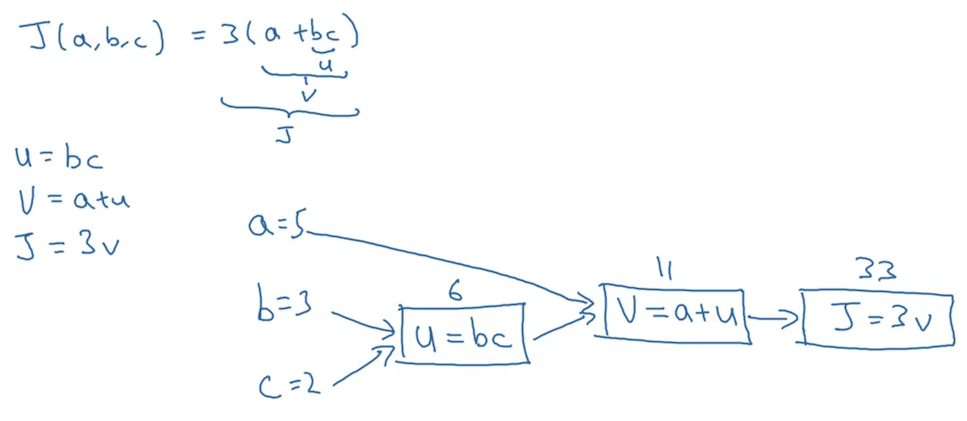 J(a,b,c) = 3(a+bc)
u
v
J
u = bc
V = a+u
J = 3v
a=5
11
33
b=3
6
V=a+u
J=3v
u=bc
c=2